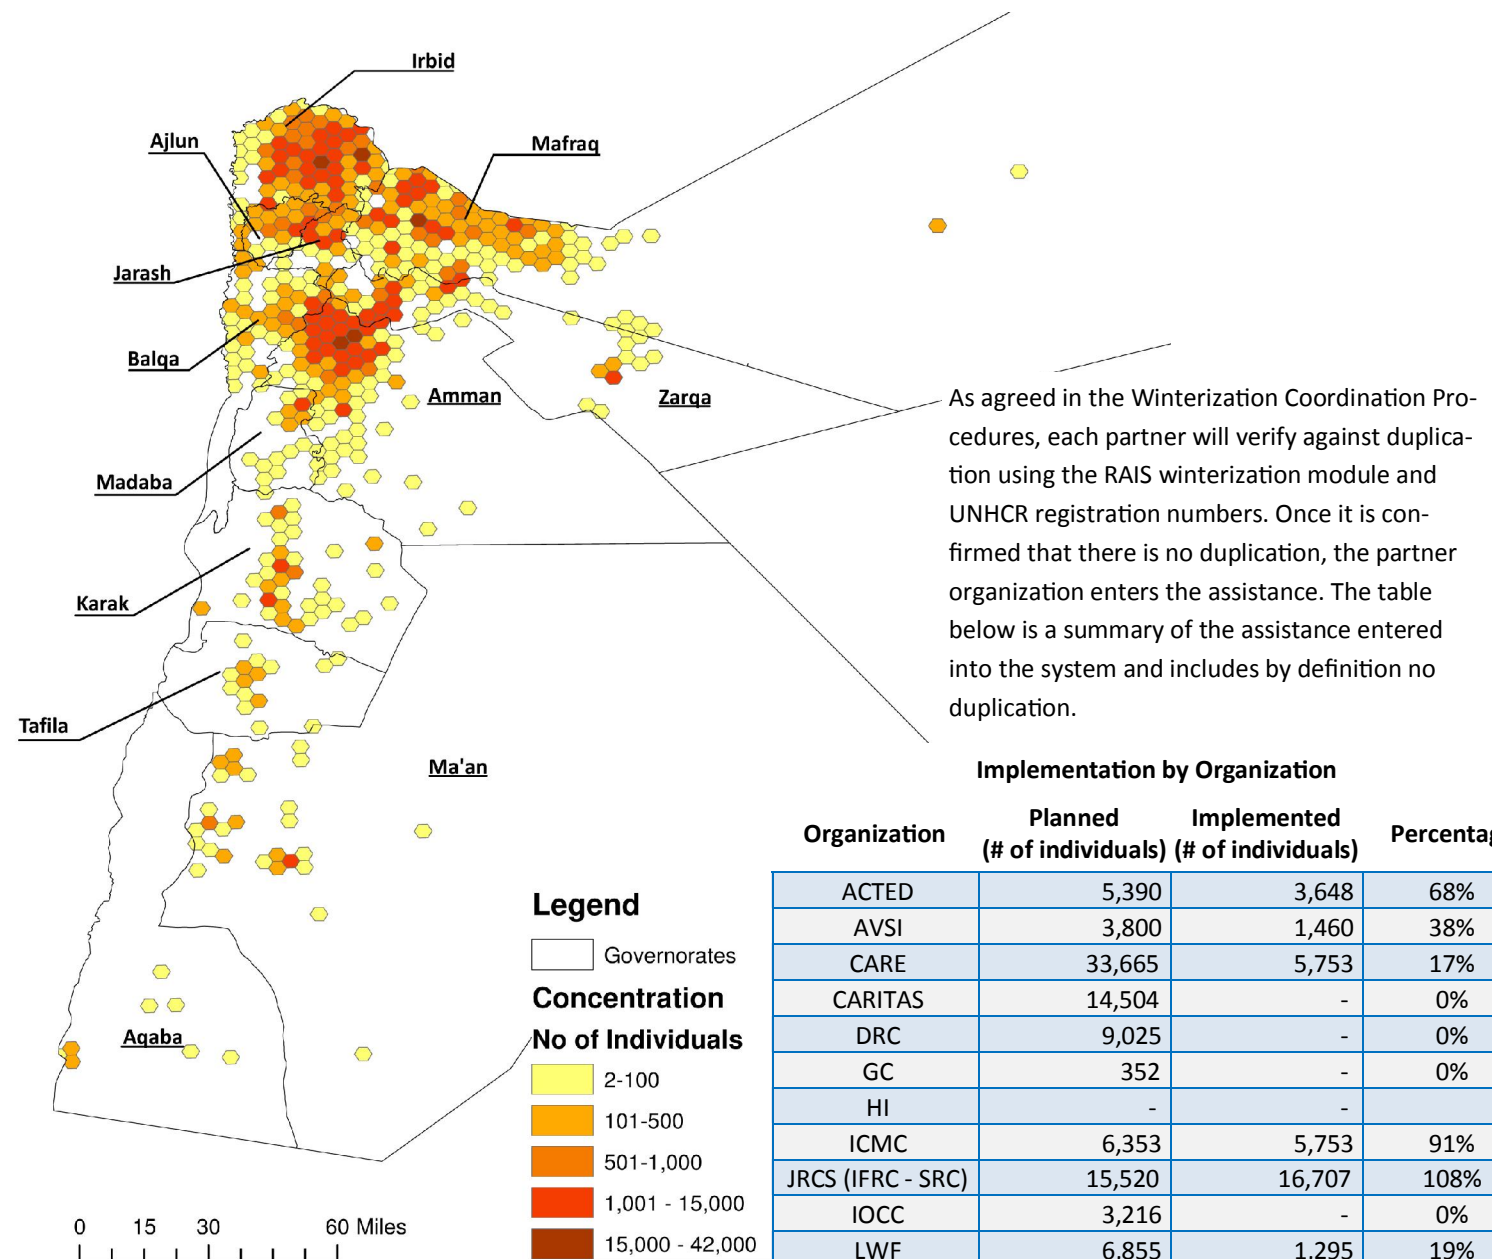 Irbid
Ajlun
Mafraq
Jarash
Balqa
Amman
Zarqa
Madaba
Karak
Tafila
Ma'an
Aqaba
As agreed in the Winterization Coordination Pro-
cedures, each partner will verify against duplica-
tion using the RAIS winterization module and
UNHCR registration numbers. Once it is con-
firmed that there is no duplication, the partner
organization enters the assistance. The table
below is a summary of the assistance entered
into the system and includes by definition no
duplication.
Legend
Governorates
Concentration
No of Individuals
2-100
101-500
501-1,000
1,001 - 15,000
15,000 - 42,000
0 15 30 60 Miles
Implementation by Organization
Organization Planned (# of individuals) Implemented (# of individuals) Percentag
ACTED 5,390 3,648 68%
AVSI 3,800 1,460 38%
CARE 33,665 5,753 17%
CARITAS 14,504 - 0%
DRC 9,025 - 0%
GC 352 - 0%
HI - -
ICMC 6,353 5,753 91%
JRCS (IFRC - SRC) 15,520 16,707 108%
IOCC 3,216 - 0%
LWF 6,855 1,295 19%